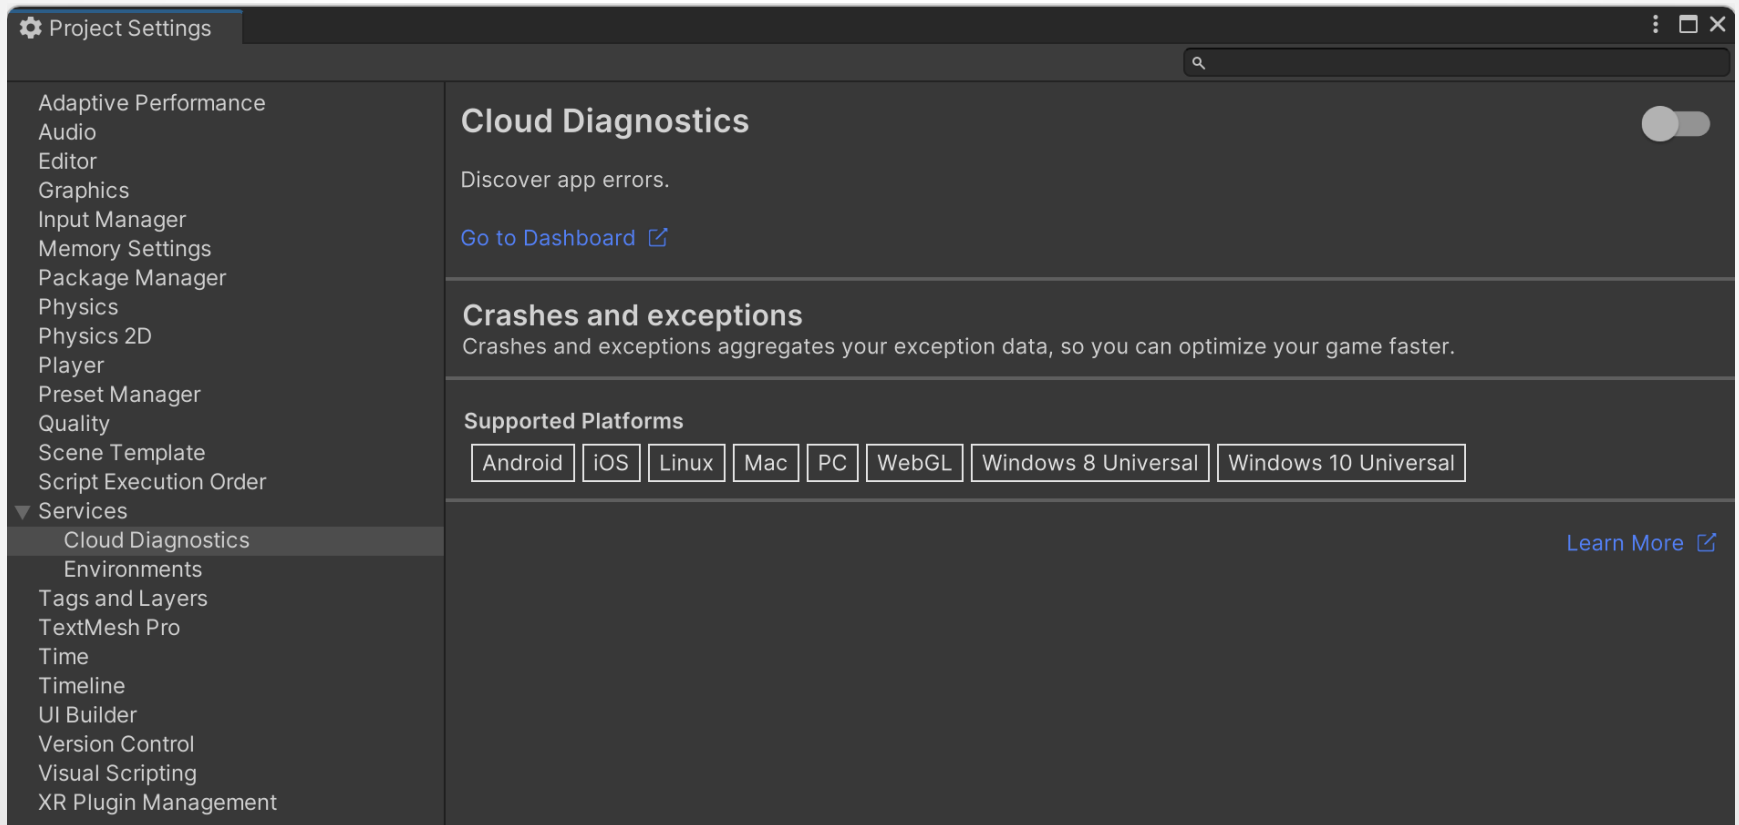 Project Settings
Adaptive Performance
Audio
Editor
Graphics
Input Manager
Memory Settings
Package Manager
Physics
Physics 2D
Player
Preset Manager
Quality
Scene Template
Script Execution Order
Services
Cloud Diagnostics
Environments
Tags and Layers
TextMesh Pro
Time
Timeline
UI Builder
Version Control
Visual Scripting
XR Plugin Management
Cloud Diagnostics
Discover app errors.
Go to Dashboard
Crashes and exceptions
Crashes and exceptions aggregates your exception data, so you can optimize your game faster.
Supported Platforms
Android iOS Linux Mac PC WebGL Windows 8 Universal Windows 10 Universal
Learn More